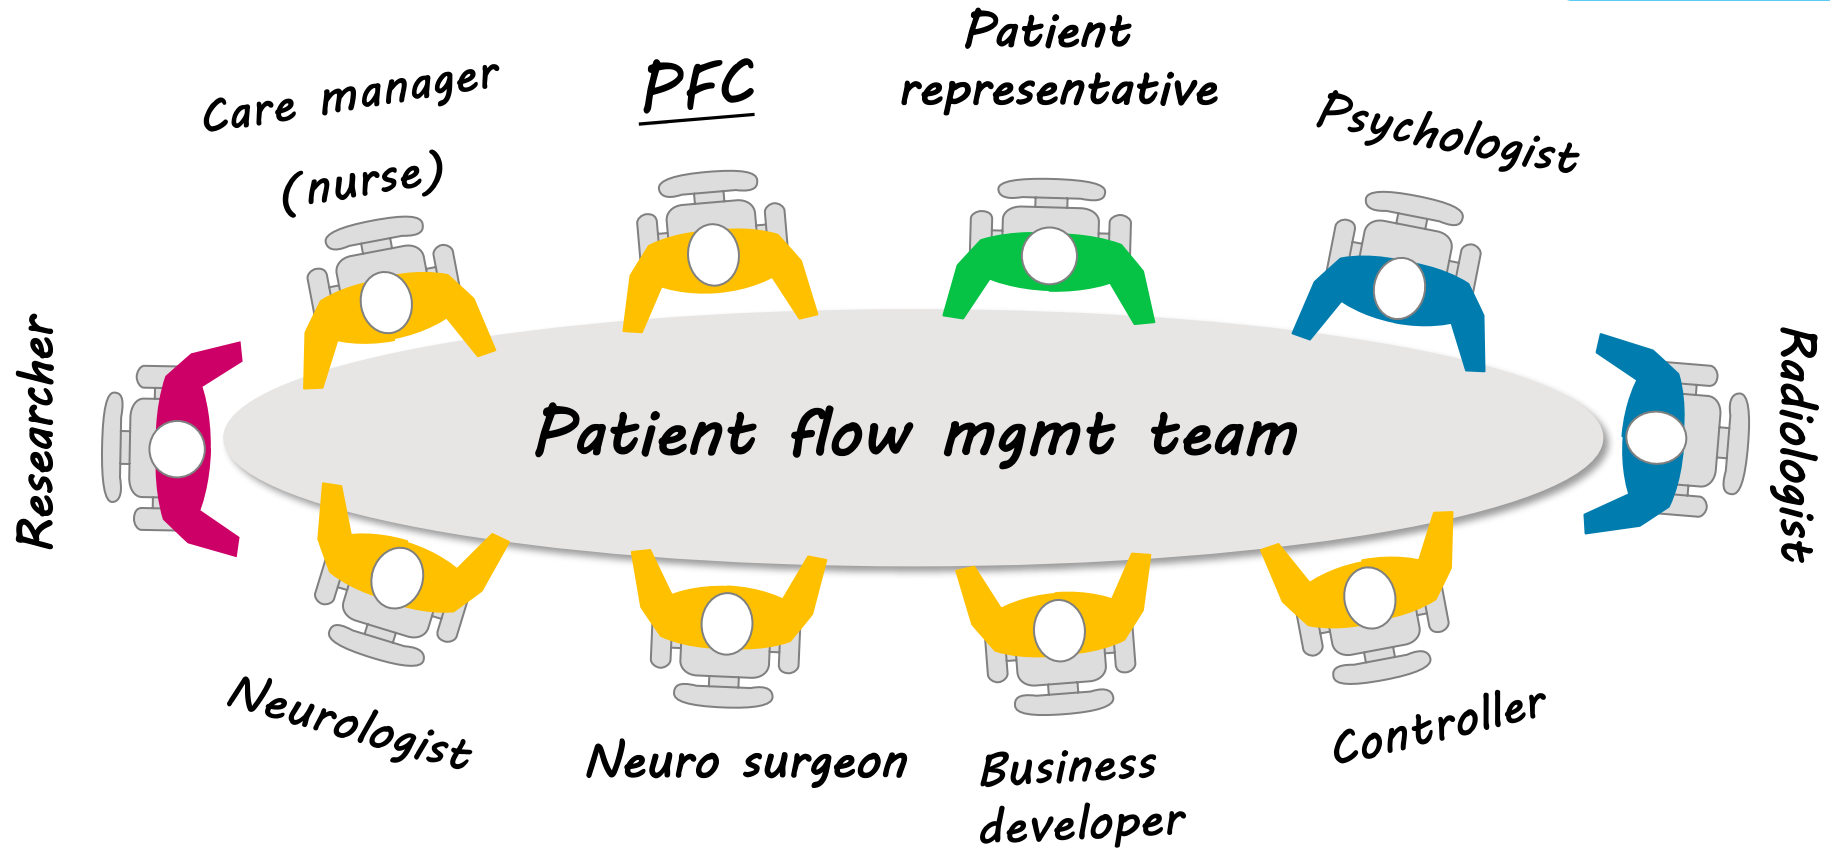 Patient
representative
PFC
Care manager
(nurse)
Psychologist
Researcher
Radiologist
Patient flow mgmt team
Neurologist
Neuro surgeon
Business
developer
Controller